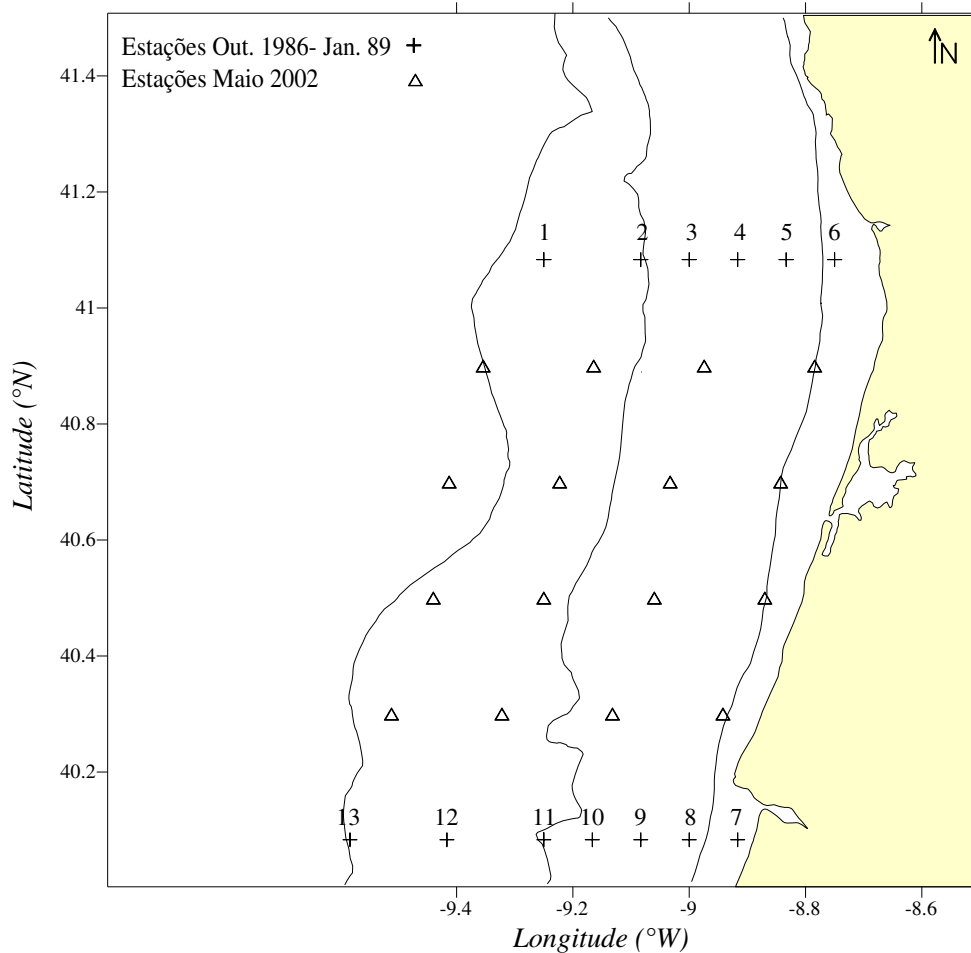 Estações Out. 1986- Jan. 89 +
Estações Maio 2002 △
N
41.4
41.2
1 2 3 4 5 6
41
40.8
40.6
40.4
40.2
13 12 11 10 9 8 7
-9.4 -9.2 -9 -8.8 -8.6
Longitude (°W)
Latitude (°N)